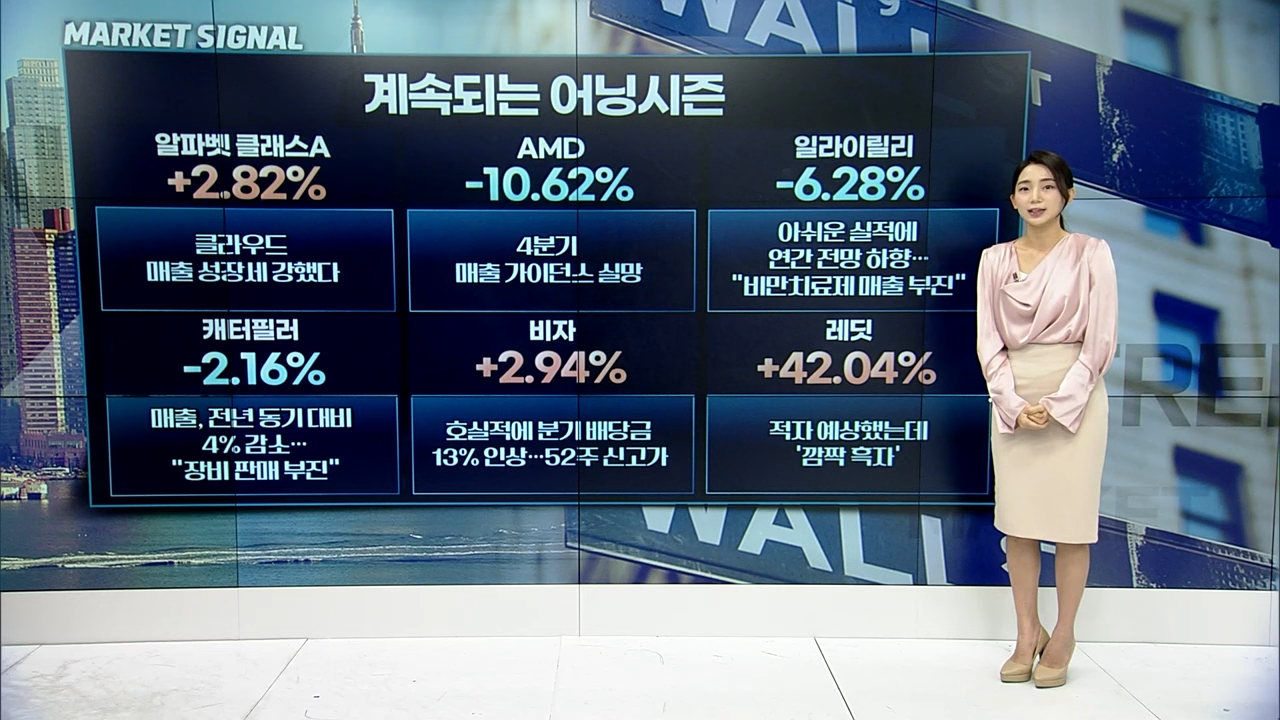 MARKET SIGNAL
계속되는 어닝시즌
알파벳 클래스A
+2.82%
클라우드
매출 성장세 강했다
AMD
-10.62%
4분기
매출 가이던스 실망
일라이릴리
-6.28%
아쉬운 실적에
연간 전망 하향…
"비만치료제 매출 부진"
캐터필러
-2.16%
매출, 전년 동기 대비
4% 감소…
"장비 판매 부진"
비자
+2.94%
호실적에 분기 배당금
13% 인상…52주 신고가
레딧
+42.04%
적자 예상했는데
'깜짝 흑자'
WALL
ST
WALL